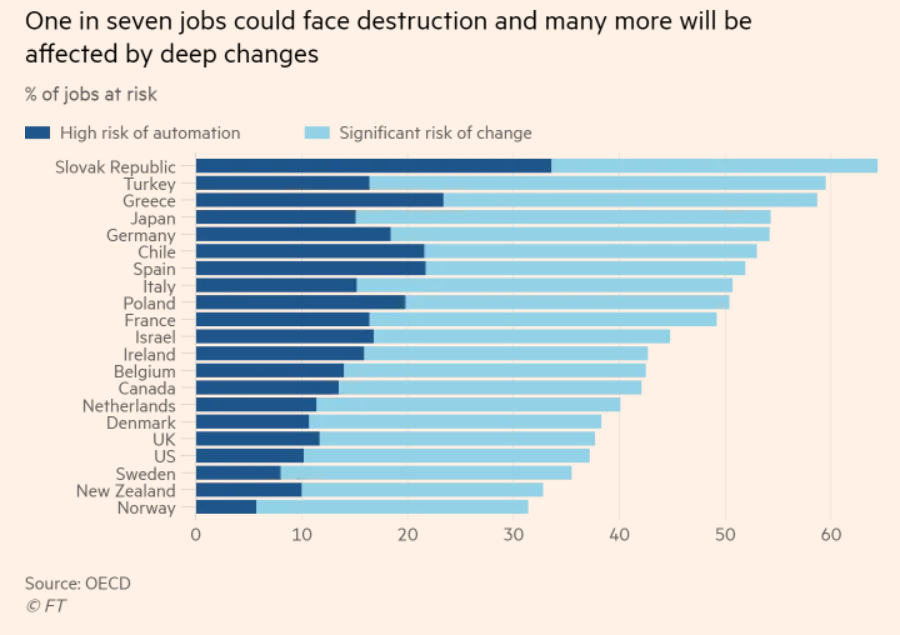 One in seven jobs could face destruction and many more will be
affected by deep changes
% of jobs at risk
High risk of automation
Significant risk of change
Slovak Republic
Turkey
Greece
Japan
Germany
Chile
Spain
Italy
Poland
France
Israel
Ireland
Belgium
Canada
Netherlands
Denmark
UK
US
Sweden
New Zealand
Norway
0 10 20 30 40 50 60
Source: OECD
© FT